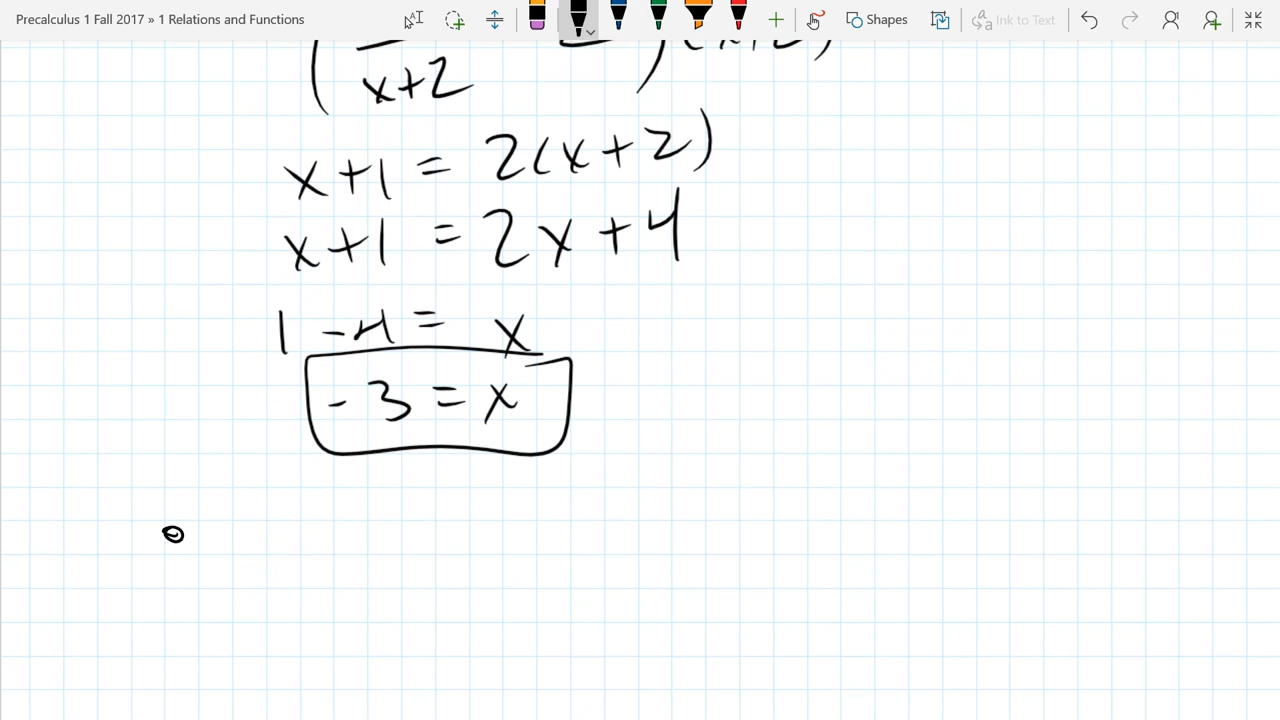 Precalculus 1 Fall 2017 » 1 Relations and Functions Shapes Ink to Text
x+2
x+1 = 2(x+2)
x+1 = 2x+4
1 -4 = x
-3 = x